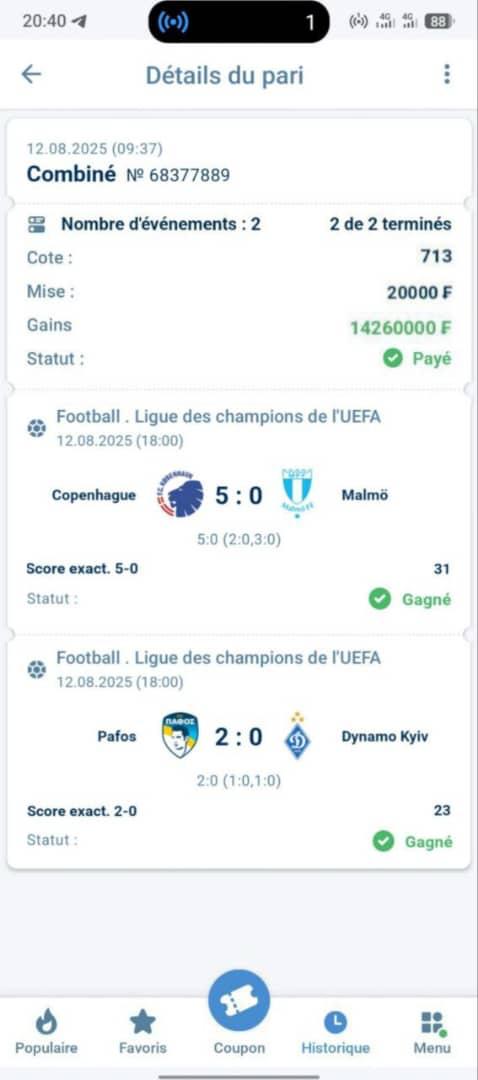 20:40 1 4G 4G 88
Détails du pari
12.08.2025 (09:37)
Combiné № 68377889
Nombre d'événements : 2 2 de 2 terminés
Cote : 713
Mise : 20000 ₣
Gains 14260000 ₣
Statut : Payé
Football . Ligue des champions de l'UEFA
12.08.2025 (18:00)
Copenhague 5 : 0 Malmö
5:0 (2:0,3:0)
Score exact. 5-0 31
Statut : Gagné
Football . Ligue des champions de l'UEFA
12.08.2025 (18:00)
ΠΑΦΟΣ
Pafos 2 : 0 Dynamo Kyiv
2:0 (1:0,1:0)
Score exact. 2-0 23
Statut : Gagné
Populaire Favoris Coupon Historique Menu